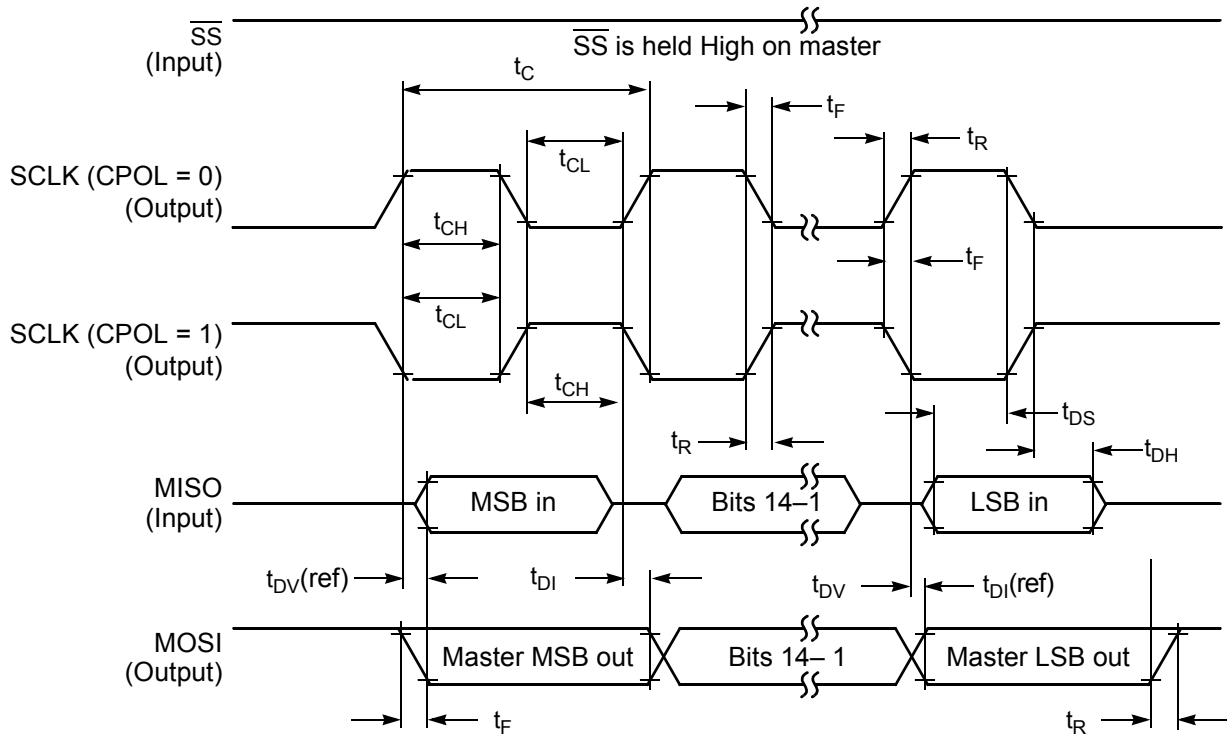 SS
(Input)
SS is held High on master
tC
tF
tR
tCL
SCLK (CPOL = 0)
(Output)
tCH
tF
tCL
SCLK (CPOL = 1)
(Output)
tCH
tDS
tR
tDH
MISO
(Input)
MSB in
Bits 14–1
LSB in
tDV(ref)
tDI
tDV
tDI(ref)
MOSI
(Output)
Master MSB out
Bits 14– 1
Master LSB out
tF
tR